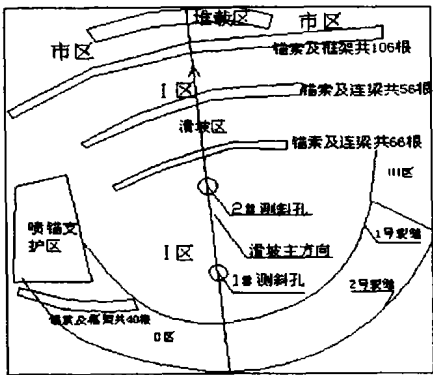 堆载区
市区
市区
锚索及框架共106根
I区
锚索及连梁共56根
滑坡区
锚索及连梁共66根
III区
2#测斜孔
喷锚支
护区
1号裂缝
I区
滑坡主方向
1#测斜孔
2号裂缝
锚索及框架共40根